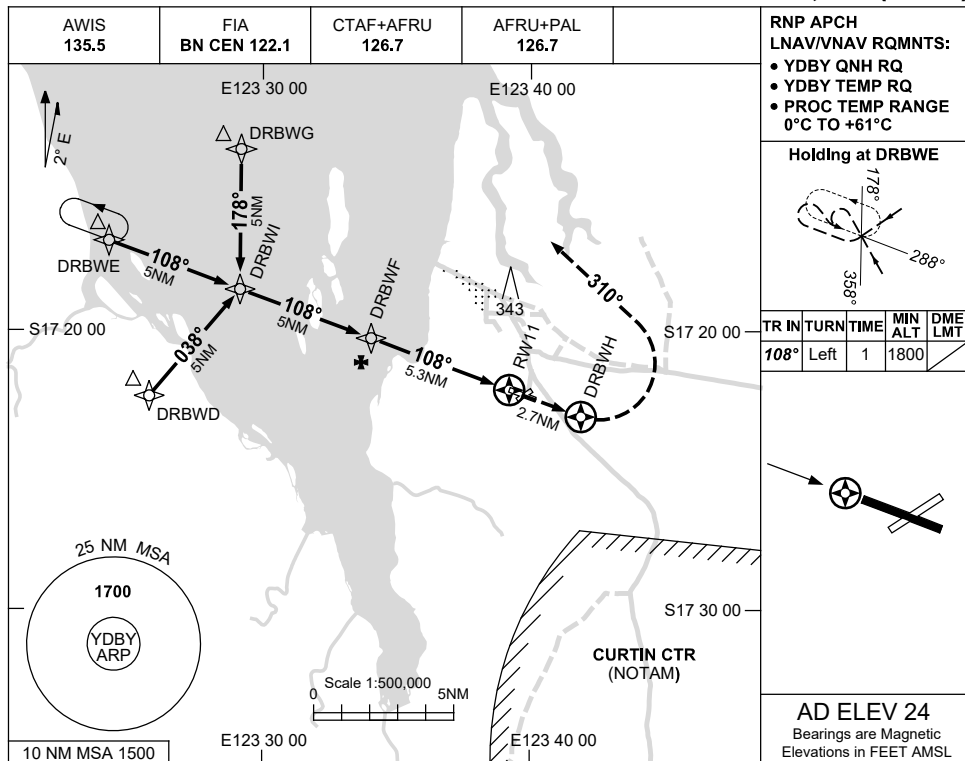 AWIS
135.5
FIA
BN CEN 122.1
CTAF+AFRU
126.7
AFRU+PAL
126.7
RNP APCH
LNAV/VNAV RQMNTS:
• YDBY QNH RQ
• YDBY TEMP RQ
• PROC TEMP RANGE
0°C TO +61°C
E123 30 00
E123 40 00
2° E
DRBWG
178°
5NM
DRBWI
DRBWE
108°
5NM
108°
5NM
DRBWF
038°
5NM
DRBWD
108°
5.3NM
343
RW11
310°
DRBWH
2.7NM
S17 20 00
S17 20 00
Holding at DRBWE
178°
288°
358°
TR IN TURN TIME MIN ALT DME LMT
108° Left 1 1800
25 NM MSA
1700
YDBY
ARP
10 NM MSA 1500
Scale 1:500,000
0 5NM
S17 30 00
CURTIN CTR
(NOTAM)
E123 30 00
E123 40 00
AD ELEV 24
Bearings are Magnetic
Elevations in FEET AMSL